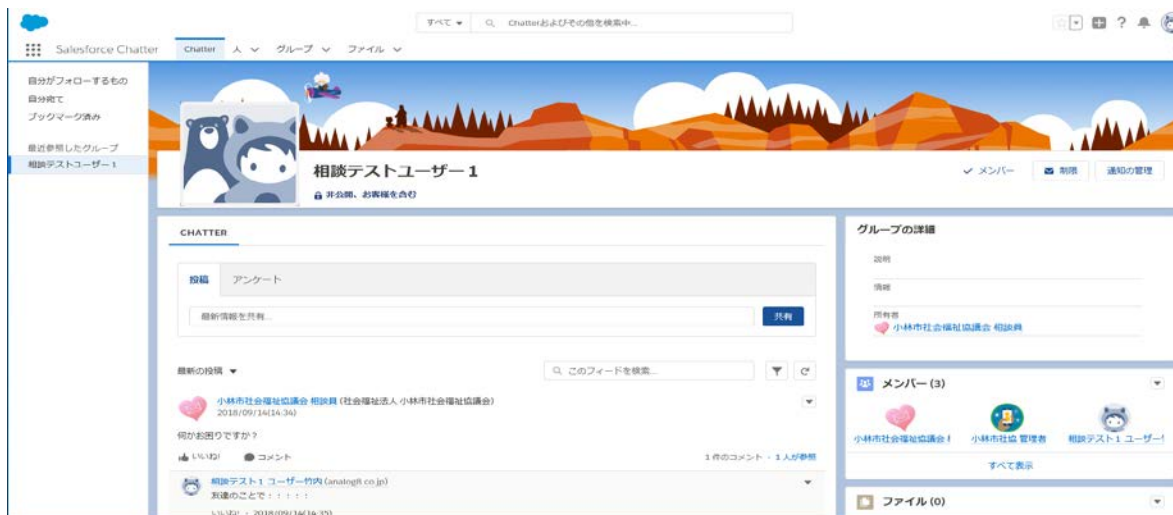 すべて
Chatterおよびその他を検索中...
Salesforce Chatter
Chatter
人
グループ
ファイル
自分がフォローするもの
自分宛て
ブックマーク済み
最近参照したグループ
相談テストユーザー1
相談テストユーザー1
非公開、お客様を含む
メンバー
制限
通知の管理
CHATTER
投稿
アンケート
最新情報を共有...
共有
最新の投稿
このフィードを検索...
小林市社会福祉協議会 相談員 (社会福祉法人 小林市社会福祉協議会)
2018/09/14(14:34)
何かお困りですか?
いいね!
コメント
1 件のコメント・1 人が参照
相談テスト1 ユーザー竹内 (analog8.co.jp)
友達のことで:::::
いいね!・2018/09/14(14:35)
グループの詳細
説明
情報
所有者
小林市社会福祉協議会 相談員
メンバー (3)
小林市社会福祉協議会
小林市社協 管理者
相談テスト1 ユーザー
すべて表示
ファイル (0)